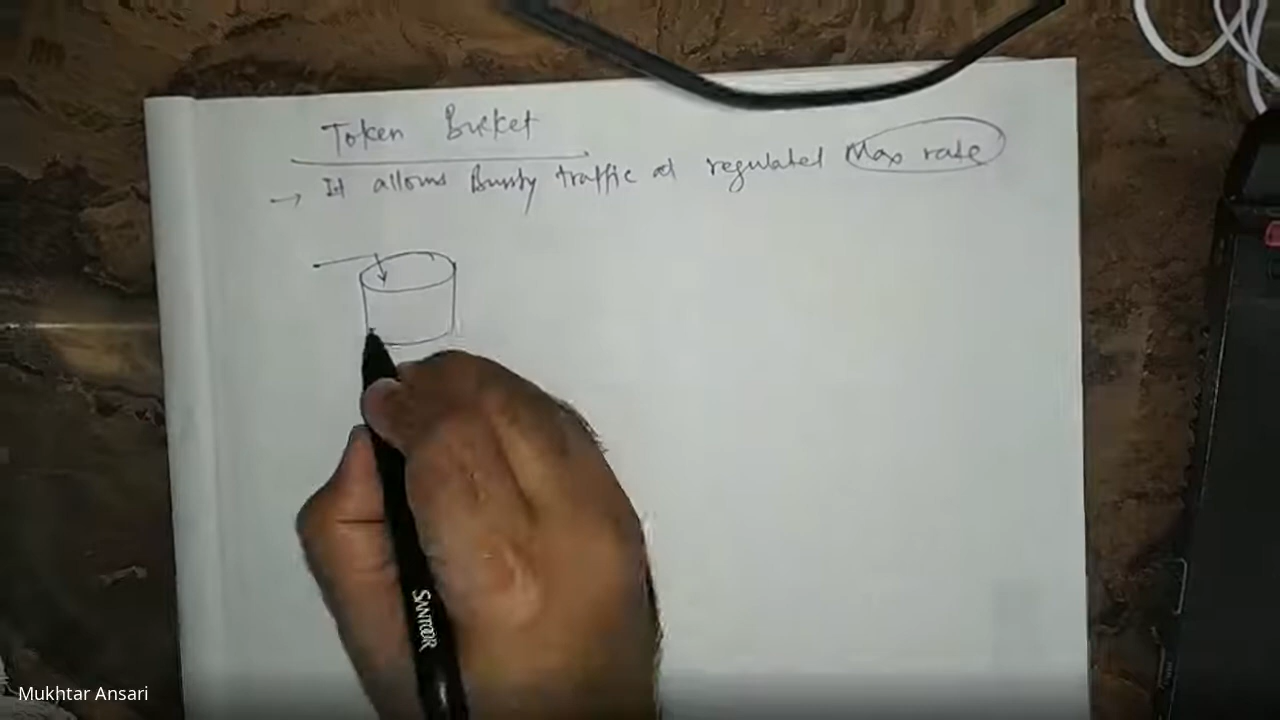 Token Bucket
→ It allows Bursty traffic at regulated Max rate
SANTOOR
Mukhtar Ansari